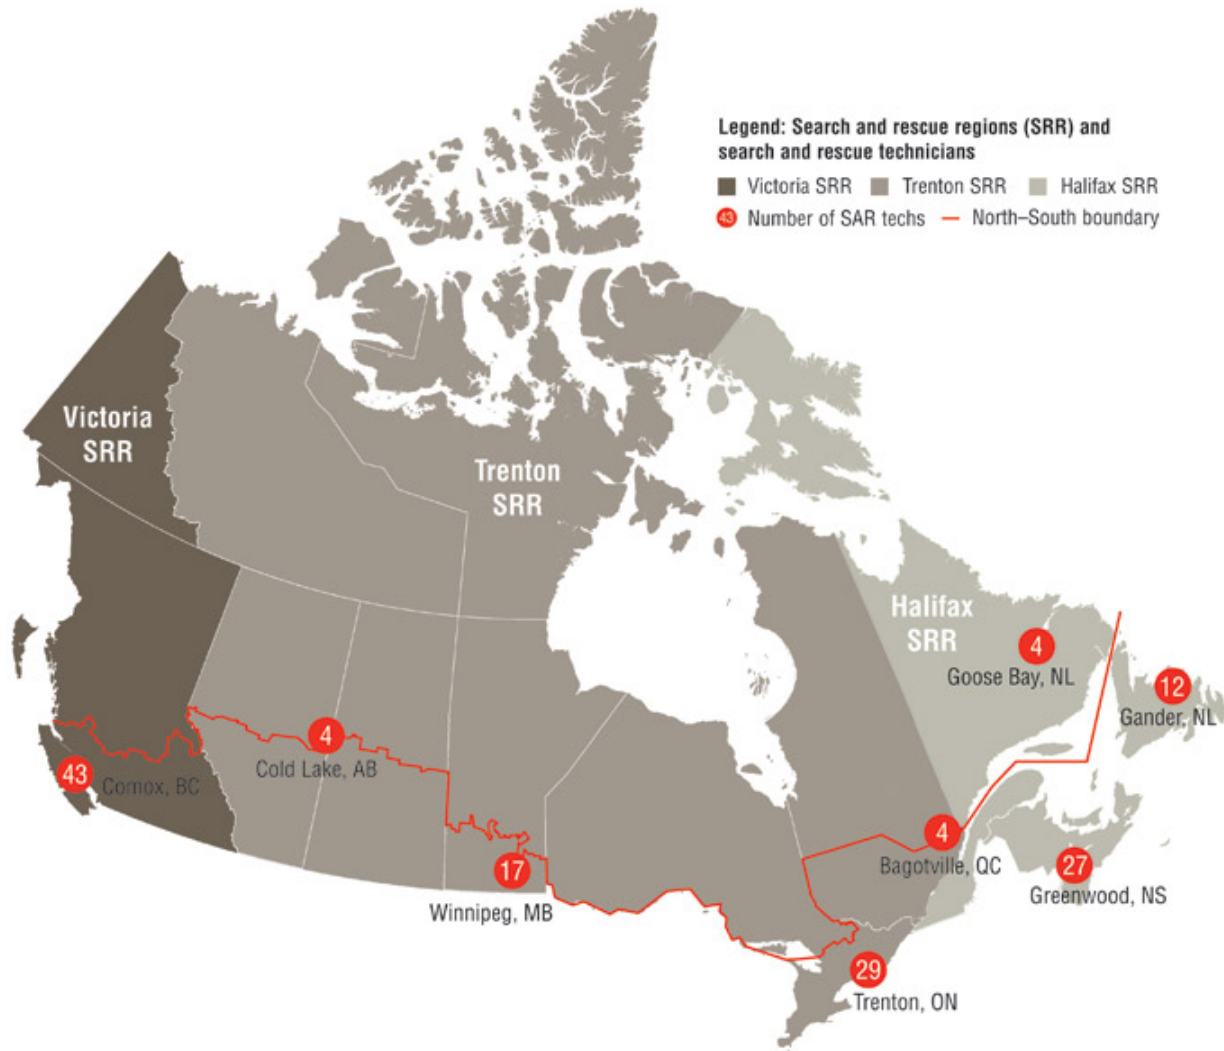 Legend: Search and rescue regions (SRR) and
search and rescue technicians
Victoria SRR Trenton SRR Halifax SRR
43 Number of SAR techs North–South boundary
Victoria
SRR
Trenton
SRR
Halifax
SRR
4
Goose Bay, NL
12
Gander, NL
4
Cold Lake, AB
43 Comox, BC
4
Bagotville, QC
17
Winnipeg, MB
27
Greenwood, NS
29
Trenton, ON